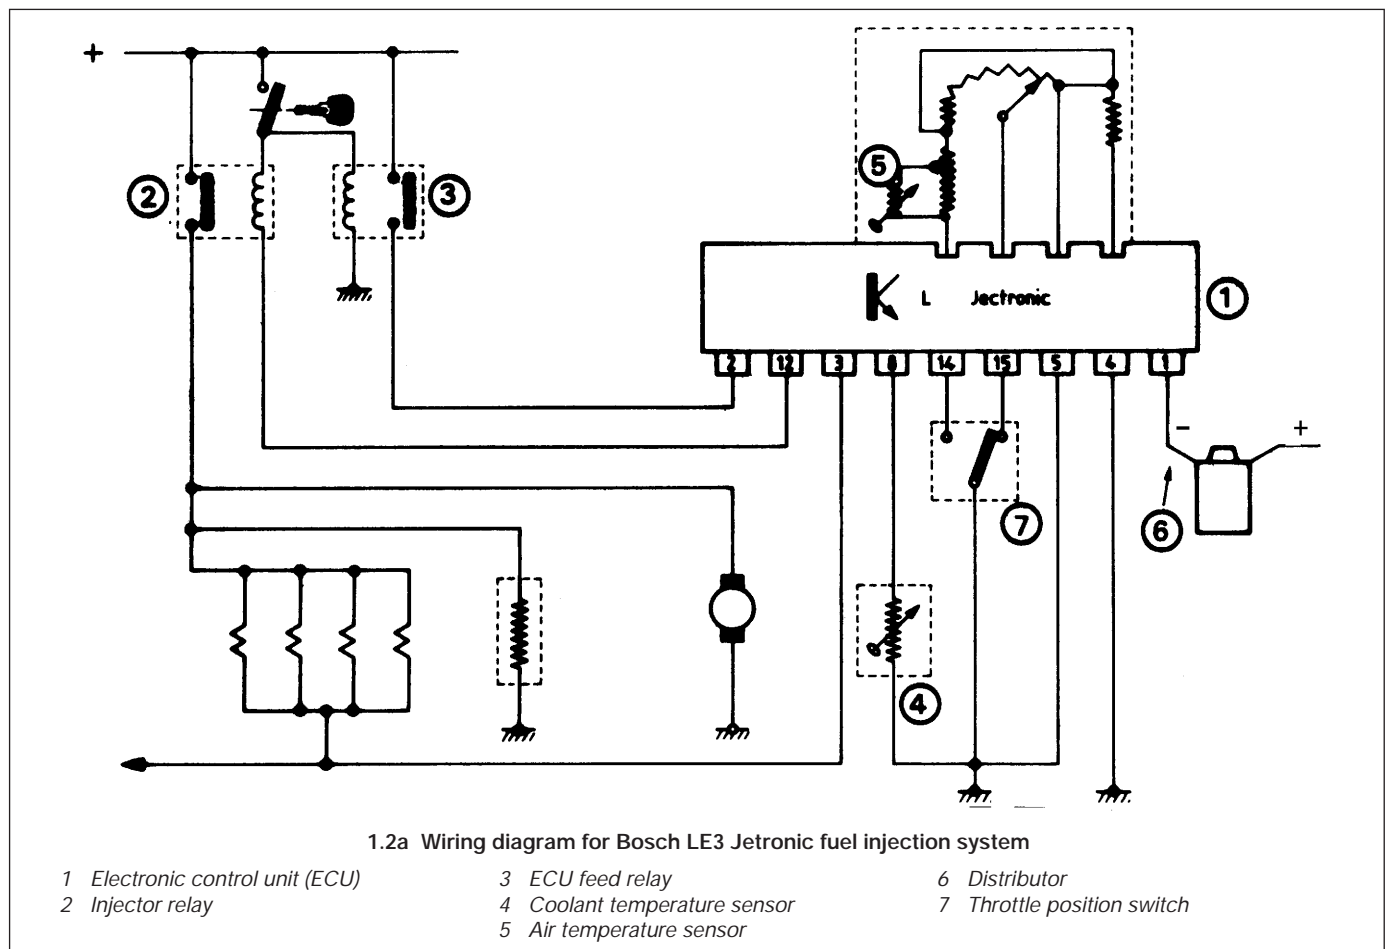 +
5
2
3
L Jectronic
1
2 12 3 8 14 15 5 4 1
− +
7
6
4
1.2a Wiring diagram for Bosch LE3 Jetronic fuel injection system
1 Electronic control unit (ECU)
2 Injector relay
3 ECU feed relay
4 Coolant temperature sensor
5 Air temperature sensor
6 Distributor
7 Throttle position switch